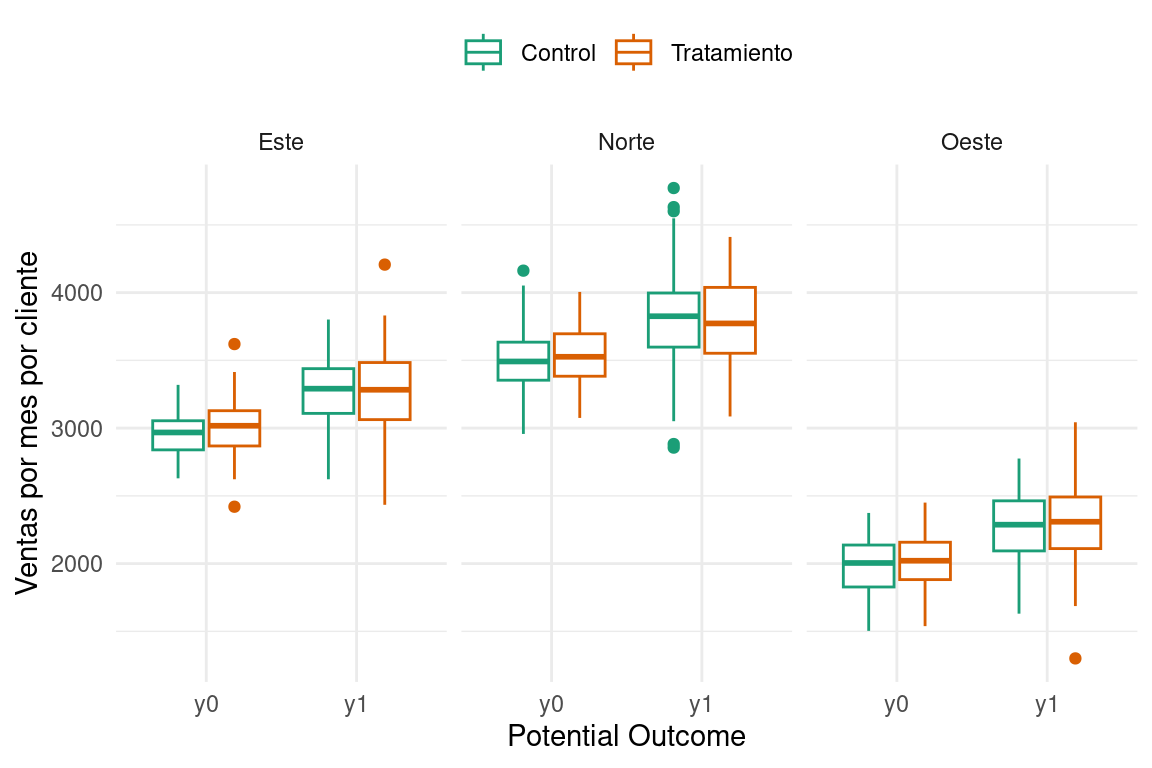 Control Tratamiento
Este Norte Oeste
Ventas por mes por cliente
4000
3000
2000
y0 y1 y0 y1 y0 y1
Potential Outcome